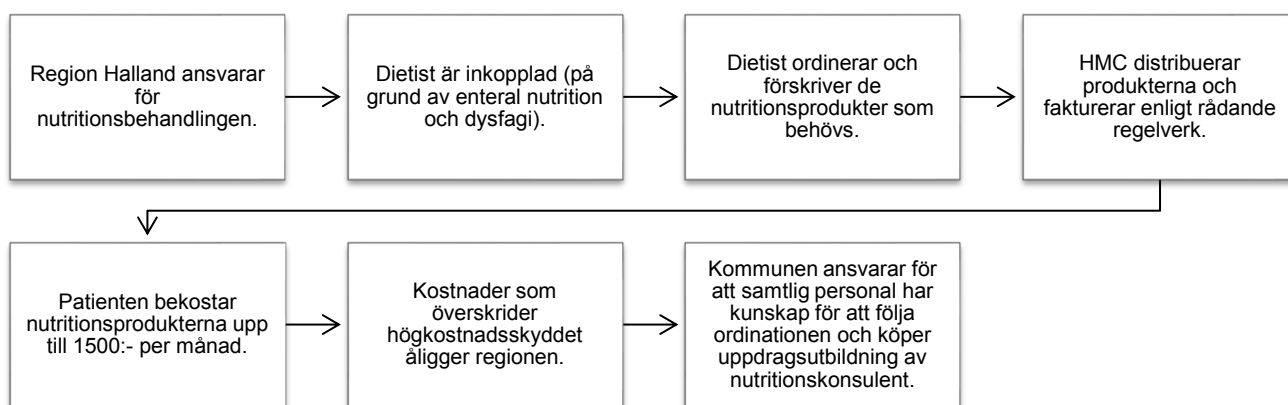 Region Halland ansvarar
för
nutritionsbehandlingen.
Dietist är inkopplad (på
grund av enteral nutrition
och dysfagi).
Dietist ordinerar och
förskriver de
nutritionsprodukter som
behövs.
HMC distribuerar
produkterna och
fakturerar enligt rådande
regelverk.
Patienten bekostar
nutritionsprodukterna upp
till 1500:- per månad.
Kostnader som
överskrider
högkostnadsskyddet
åligger regionen.
Kommunen ansvarar för
att samtlig personal har
kunskap för att följa
ordinationen och köper
uppdragsutbildning av
nutritionskonsulent.